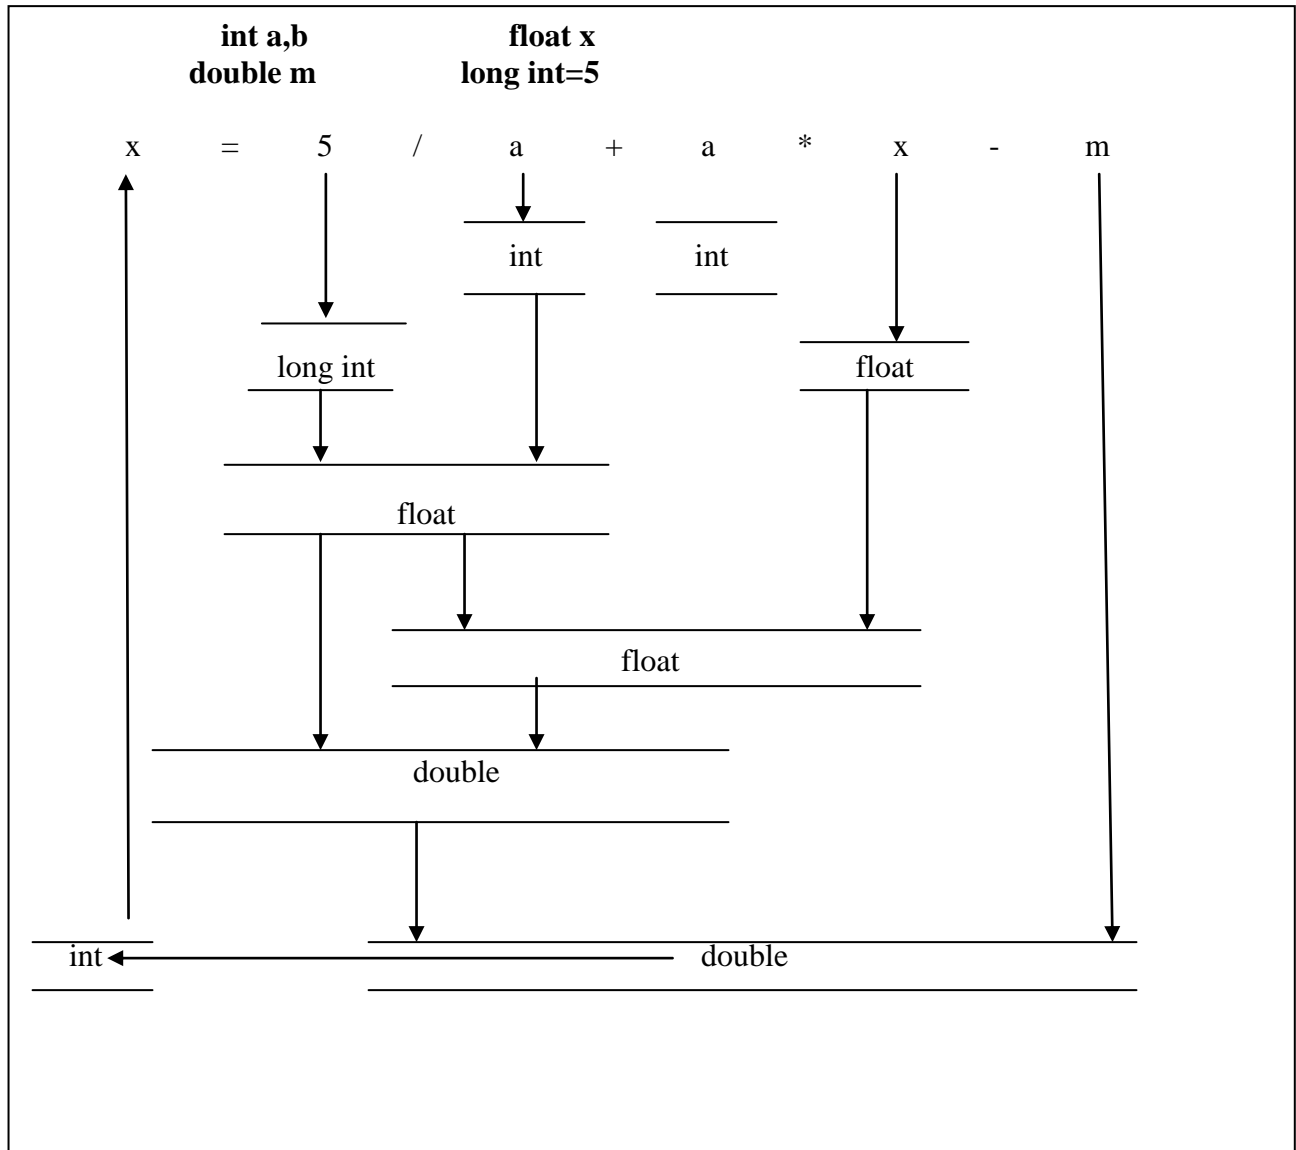 int a,b float x
double m long int=5
x = 5 / a + a * x - m
int int
long int float
float
float
double
int double